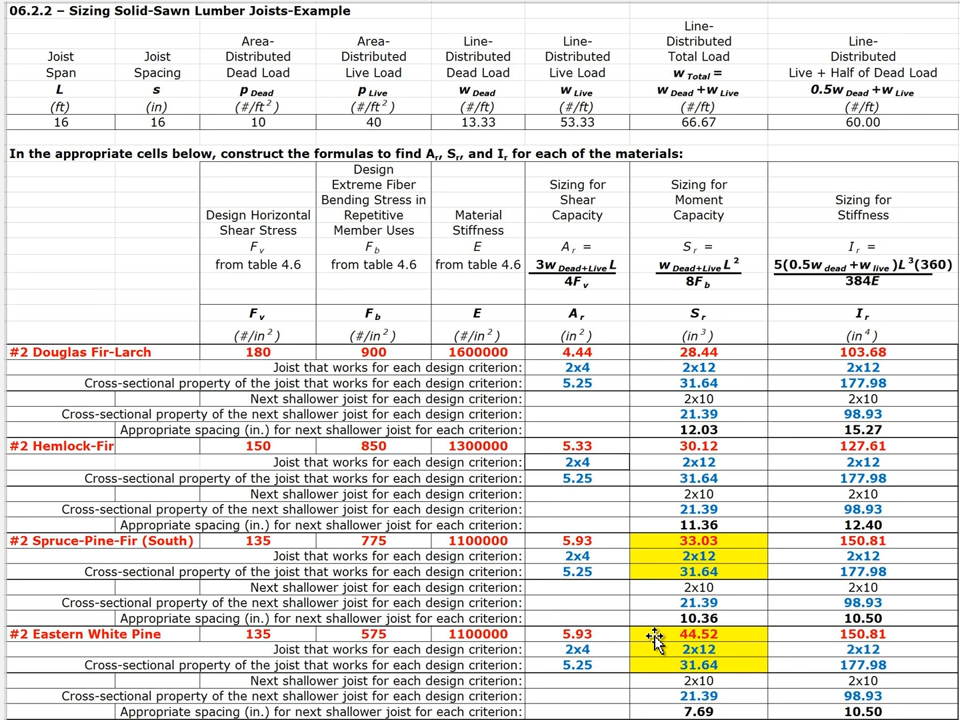 06.2.2 – Sizing Solid-Sawn Lumber Joists-Example
Line-
Area- Area- Line- Line- Distributed Line-
Joist Joist Distributed Distributed Distributed Distributed Total Load Distributed
Span Spacing Dead Load Live Load Dead Load Live Load w Total = Live + Half of Dead Load
L s p Dead p Live w Dead w Live w Dead +w Live 0.5w Dead +w Live
(ft) (in) (#/ft²) (#/ft²) (#/ft) (#/ft) (#/ft) (#/ft)
16 16 10 40 13.33 53.33 66.67 60.00
In the appropriate cells below, construct the formulas to find Ar, Sr, and Ir for each of the materials:
Design
Extreme Fiber Sizing for Sizing for
Bending Stress in Shear Moment Sizing for
Design Horizontal Repetitive Material Capacity Capacity Stiffness
Shear Stress Member Uses Stiffness
Fv Fb E Ar = Sr = Ir =
from table 4.6 from table 4.6 from table 4.6 3w Dead+Live L w Dead+Live L² 5(0.5w dead +w live )L³(360)
4Fv 8Fb 384E
Fv Fb E Ar Sr Ir
(#/in²) (#/in²) (#/in²) (in²) (in³) (in⁴)
#2 Douglas Fir-Larch 180 900 1600000 4.44 28.44 103.68
Joist that works for each design criterion: 2x4 2x12 2x12
Cross-sectional property of the joist that works for each design criterion: 5.25 31.64 177.98
Next shallower joist for each design criterion: 2x10 2x10
Cross-sectional property of the next shallower joist for each design criterion: 21.39 98.93
Appropriate spacing (in.) for next shallower joist for each criterion: 12.03 15.27
#2 Hemlock-Fir 150 850 1300000 5.33 30.12 127.61
Joist that works for each design criterion: 2x4 2x12 2x12
Cross-sectional property of the joist that works for each design criterion: 5.25 31.64 177.98
Next shallower joist for each design criterion: 2x10 2x10
Cross-sectional property of the next shallower joist for each design criterion: 21.39 98.93
Appropriate spacing (in.) for next shallower joist for each criterion: 11.36 12.40
#2 Spruce-Pine-Fir (South) 135 775 1100000 5.93 33.03 150.81
Joist that works for each design criterion: 2x4 2x12 2x12
Cross-sectional property of the joist that works for each design criterion: 5.25 31.64 177.98
Next shallower joist for each design criterion: 2x10 2x10
Cross-sectional property of the next shallower joist for each design criterion: 21.39 98.93
Appropriate spacing (in.) for next shallower joist for each criterion: 10.36 10.50
#2 Eastern White Pine 135 575 1100000 5.93 44.52 150.81
Joist that works for each design criterion: 2x4 2x12 2x12
Cross-sectional property of the joist that works for each design criterion: 5.25 31.64 177.98
Next shallower joist for each design criterion: 2x10 2x10
Cross-sectional property of the next shallower joist for each design criterion: 21.39 98.93
Appropriate spacing (in.) for next shallower joist for each criterion: 7.69 10.50